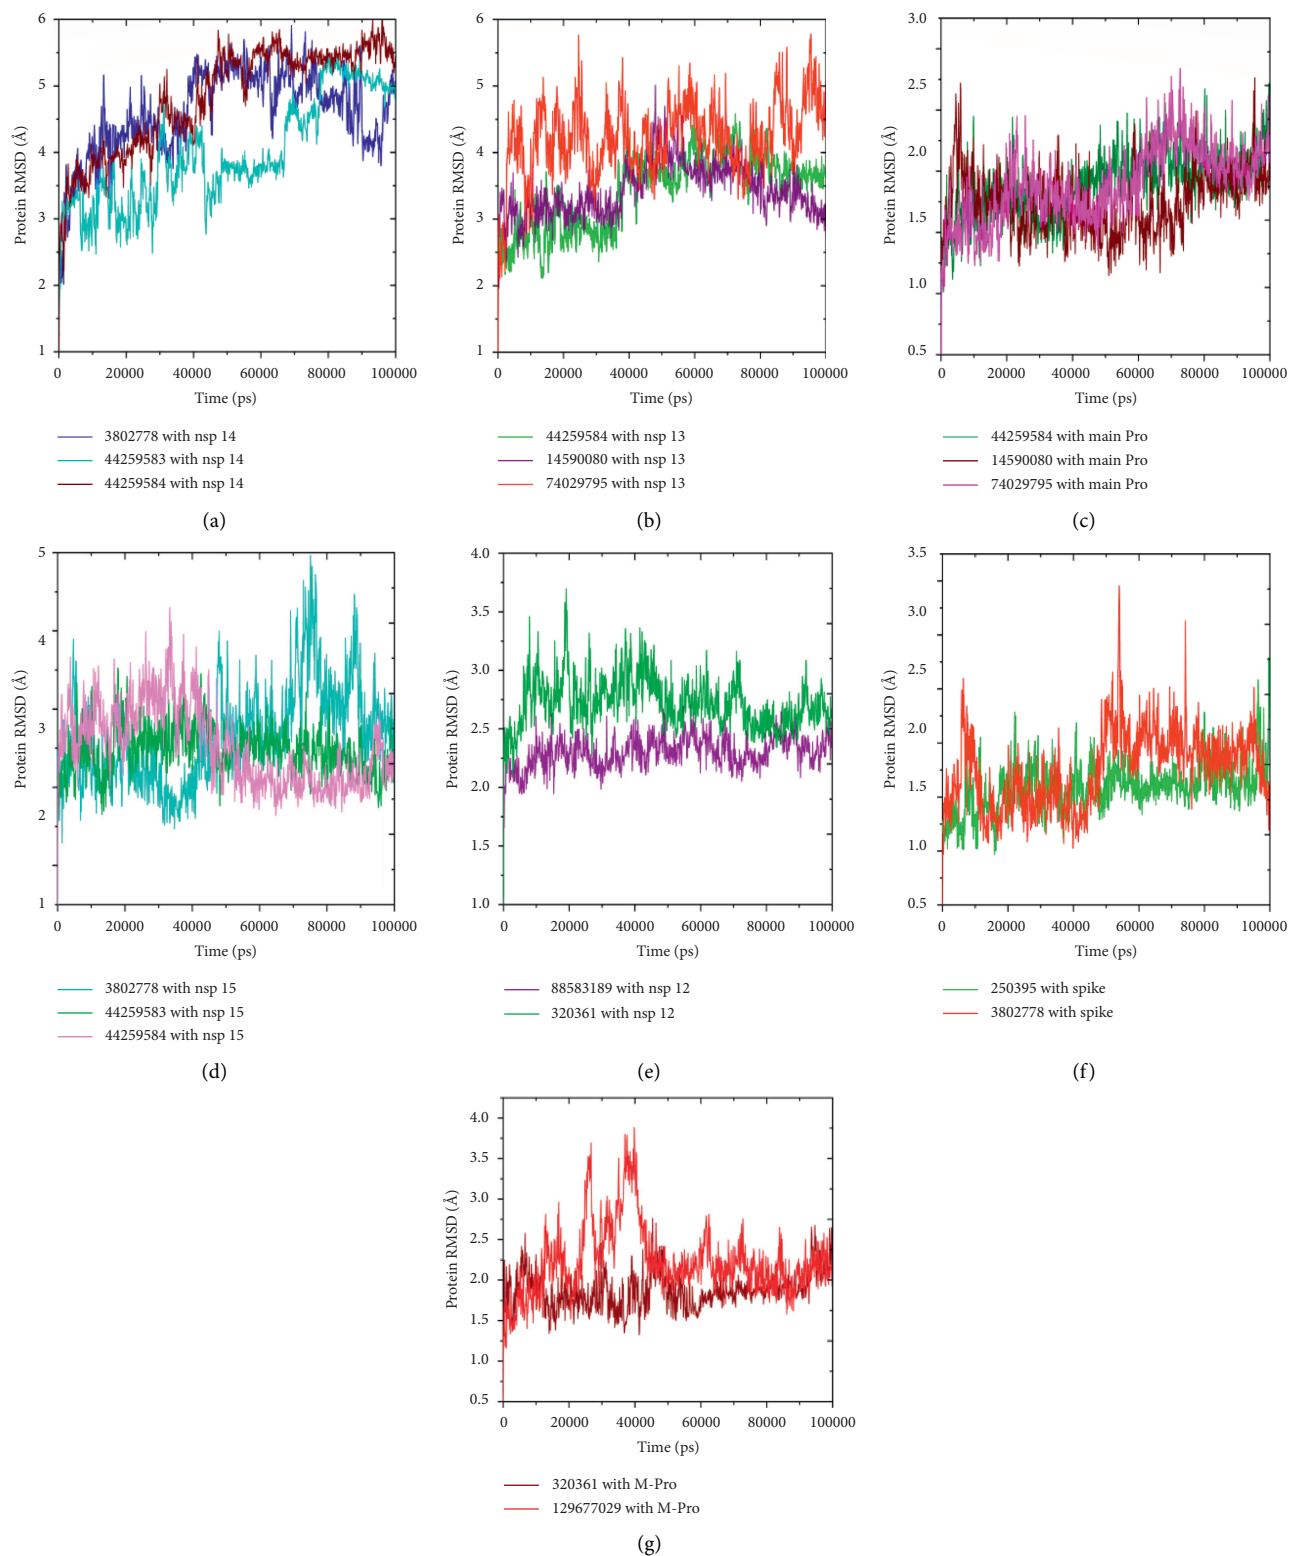 Protein RMSD (Å)
6
5
4
3
2
1
0 20000 40000 60000 80000 100000
Time (ps)
3802778 with nsp 14
44259583 with nsp 14
44259584 with nsp 14
(a)
Protein RMSD (Å)
6
5
4
3
2
1
0 20000 40000 60000 80000 100000
Time (ps)
44259584 with nsp 13
14590080 with nsp 13
74029795 with nsp 13
(b)
Protein RMSD (Å)
3.0
2.5
2.0
1.5
1.0
0.5
0 20000 40000 60000 80000 100000
Time (ps)
44259584 with main Pro
14590080 with main Pro
74029795 with main Pro
(c)
Protein RMSD (Å)
5
4
3
2
1
0 20000 40000 60000 80000 100000
Time (ps)
3802778 with nsp 15
44259583 with nsp 15
44259584 with nsp 15
(d)
Protein RMSD (Å)
4.0
3.5
3.0
2.5
2.0
1.5
1.0
0 20000 40000 60000 80000 100000
Time (ps)
88583189 with nsp 12
320361 with nsp 12
(e)
Protein RMSD (Å)
3.5
3.0
2.5
2.0
1.5
1.0
0.5
0 20000 40000 60000 80000 100000
Time (ps)
250395 with spike
3802778 with spike
(f)
Protein RMSD (Å)
4.0
3.5
3.0
2.5
2.0
1.5
1.0
0.5
0 20000 40000 60000 80000 100000
Time (ps)
320361 with M-Pro
129677029 with M-Pro
(g)